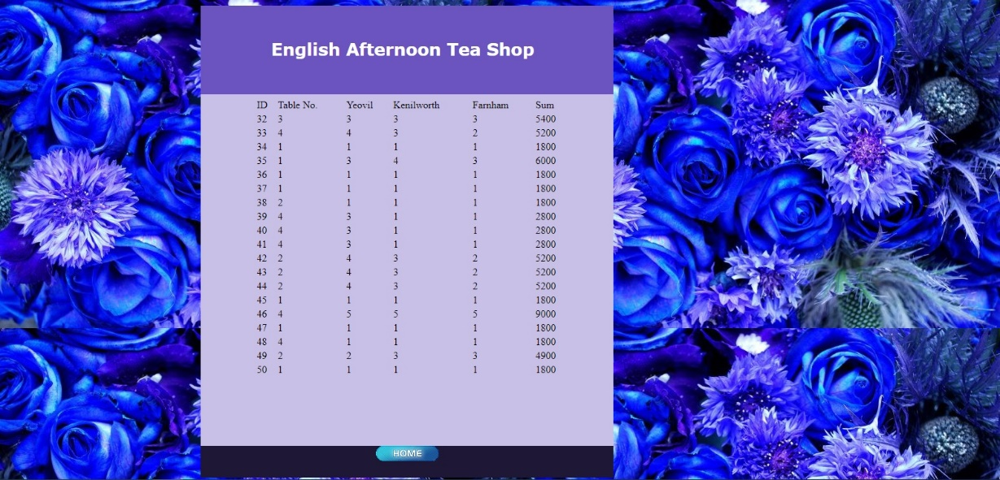 English Afternoon Tea Shop
ID Table No. Yeovil Kenilworth Farnham Sum
32 3 3 3 3 5400
33 4 4 3 2 5200
34 1 1 1 1 1800
35 1 3 4 3 6000
36 1 1 1 1 1800
37 1 1 1 1 1800
38 2 1 1 1 1800
39 4 3 1 1 2800
40 4 3 1 1 2800
41 4 3 1 1 2800
42 2 4 3 2 5200
43 2 4 3 2 5200
44 2 4 3 2 5200
45 1 1 1 1 1800
46 4 5 5 5 9000
47 1 1 1 1 1800
48 4 1 1 1 1800
49 2 2 3 3 4900
50 1 1 1 1 1800
HOME